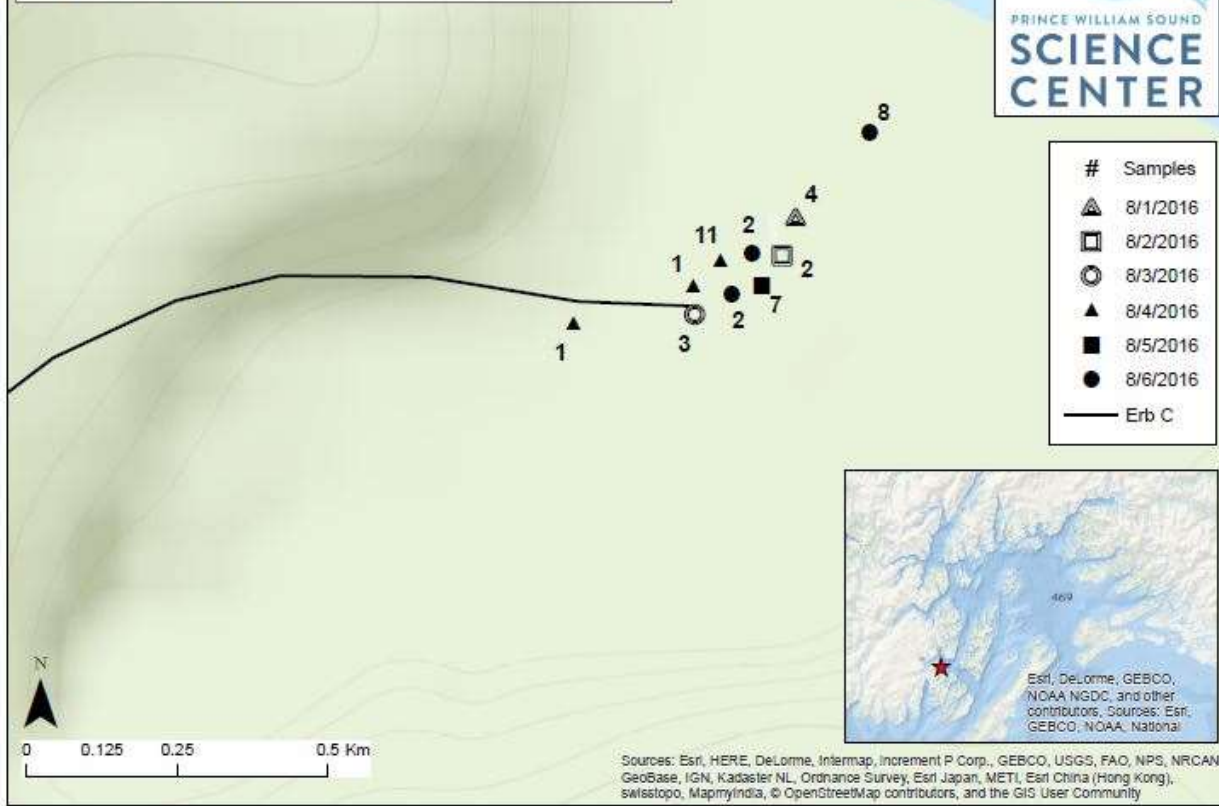 PRINCE WILLIAM SOUND
SCIENCE
CENTER
8
# Samples
8/1/2016
8/2/2016
8/3/2016
8/4/2016
8/5/2016
8/6/2016
Erb C
4
2
11
2
1
7
2
3
1
469
Esri, DeLorme, GEBCO,
NOAA NGDC, and other
contributors, Sources: Esri,
GEBCO, NOAA, National
N
0 0.125 0.25 0.5 Km
Sources: Esri, HERE, DeLorme, Intermap, increment P Corp., GEBCO, USGS, FAO, NPS, NRCAN
GeoBase, IGN, Kadaster NL, Ordnance Survey, Esri Japan, METI, Esri China (Hong Kong),
swisstopo, MapmyIndia, © OpenStreetMap contributors, and the GIS User Community